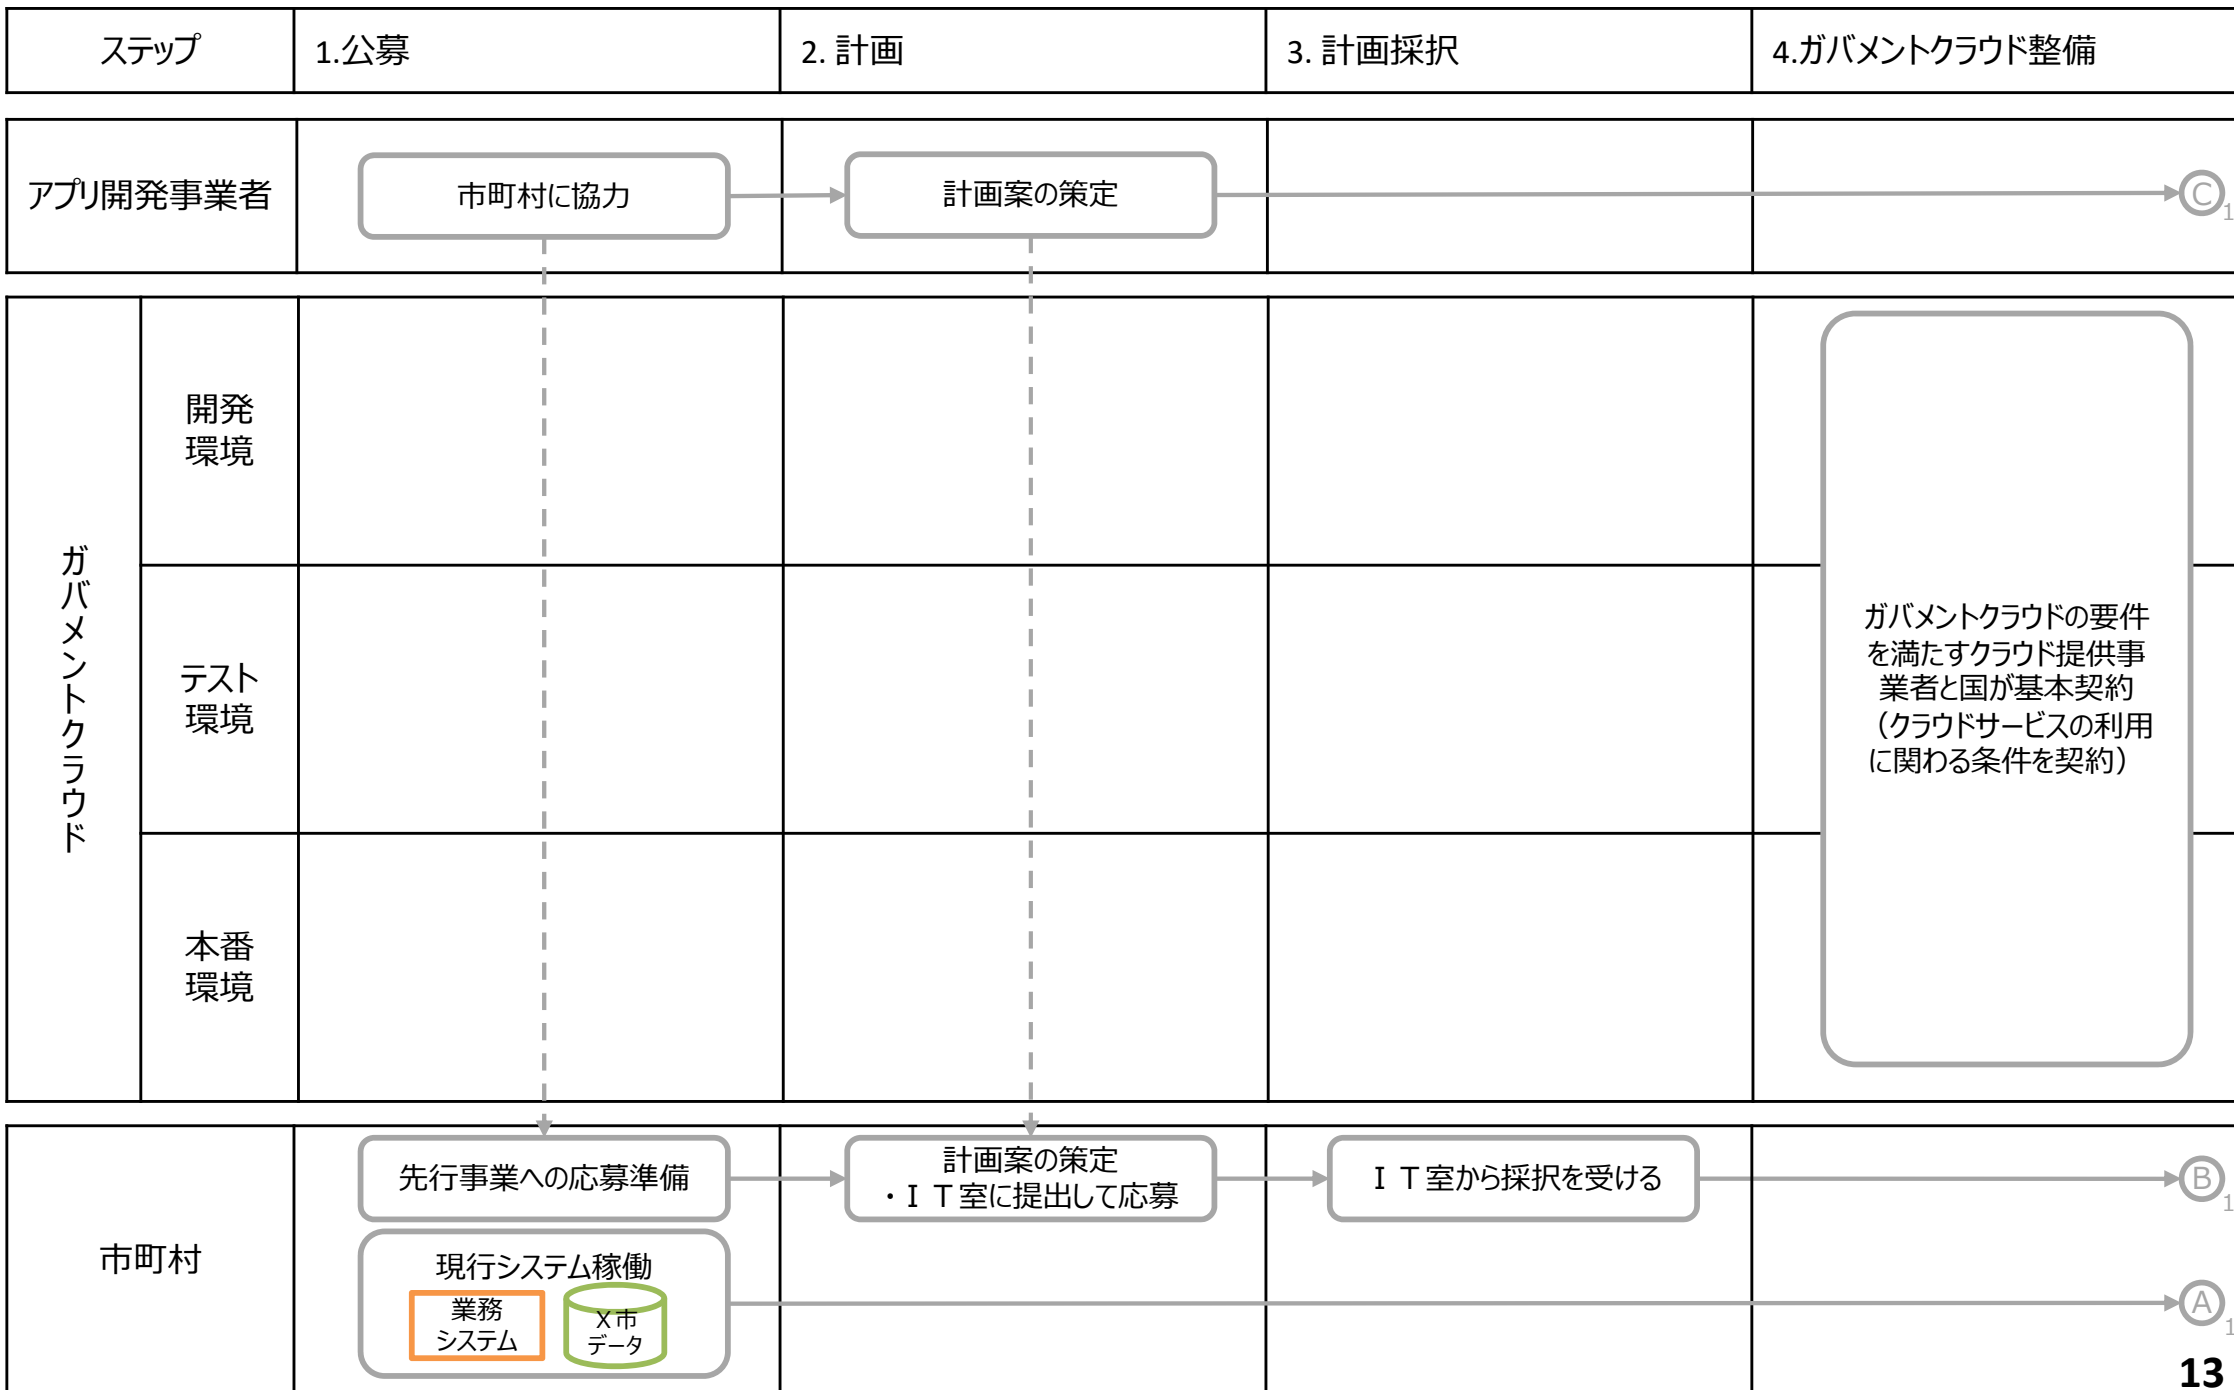 ステップ
1.公募
2. 計画
3. 計画採択
4.ガバメントクラウド整備
アプリ開発事業者
市町村に協力
計画案の策定
C
1
ガバメントクラウド
開発
環境
テスト
環境
本番
環境
ガバメントクラウドの要件
を満たすクラウド提供事
業者と国が基本契約
（クラウドサービスの利用
に関わる条件を契約）
市町村
先行事業への応募準備
計画案の策定
・ＩＴ室に提出して応募
ＩＴ室から採択を受ける
B
1
現行システム稼働
業務
システム
X市
データ
A
1
13